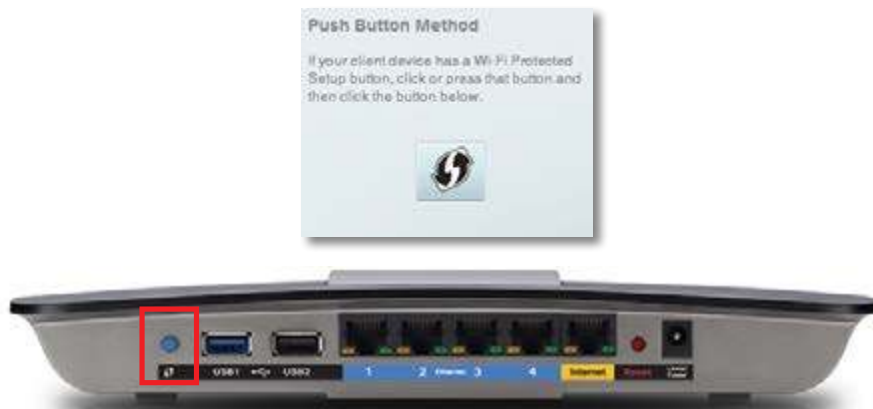 Push Button Method
If your client device has a Wi-Fi Protected
Setup button, click or press that button and
then click the button below.
USB1 USB2 1 2 Ethernet 3 4 Internet Reset